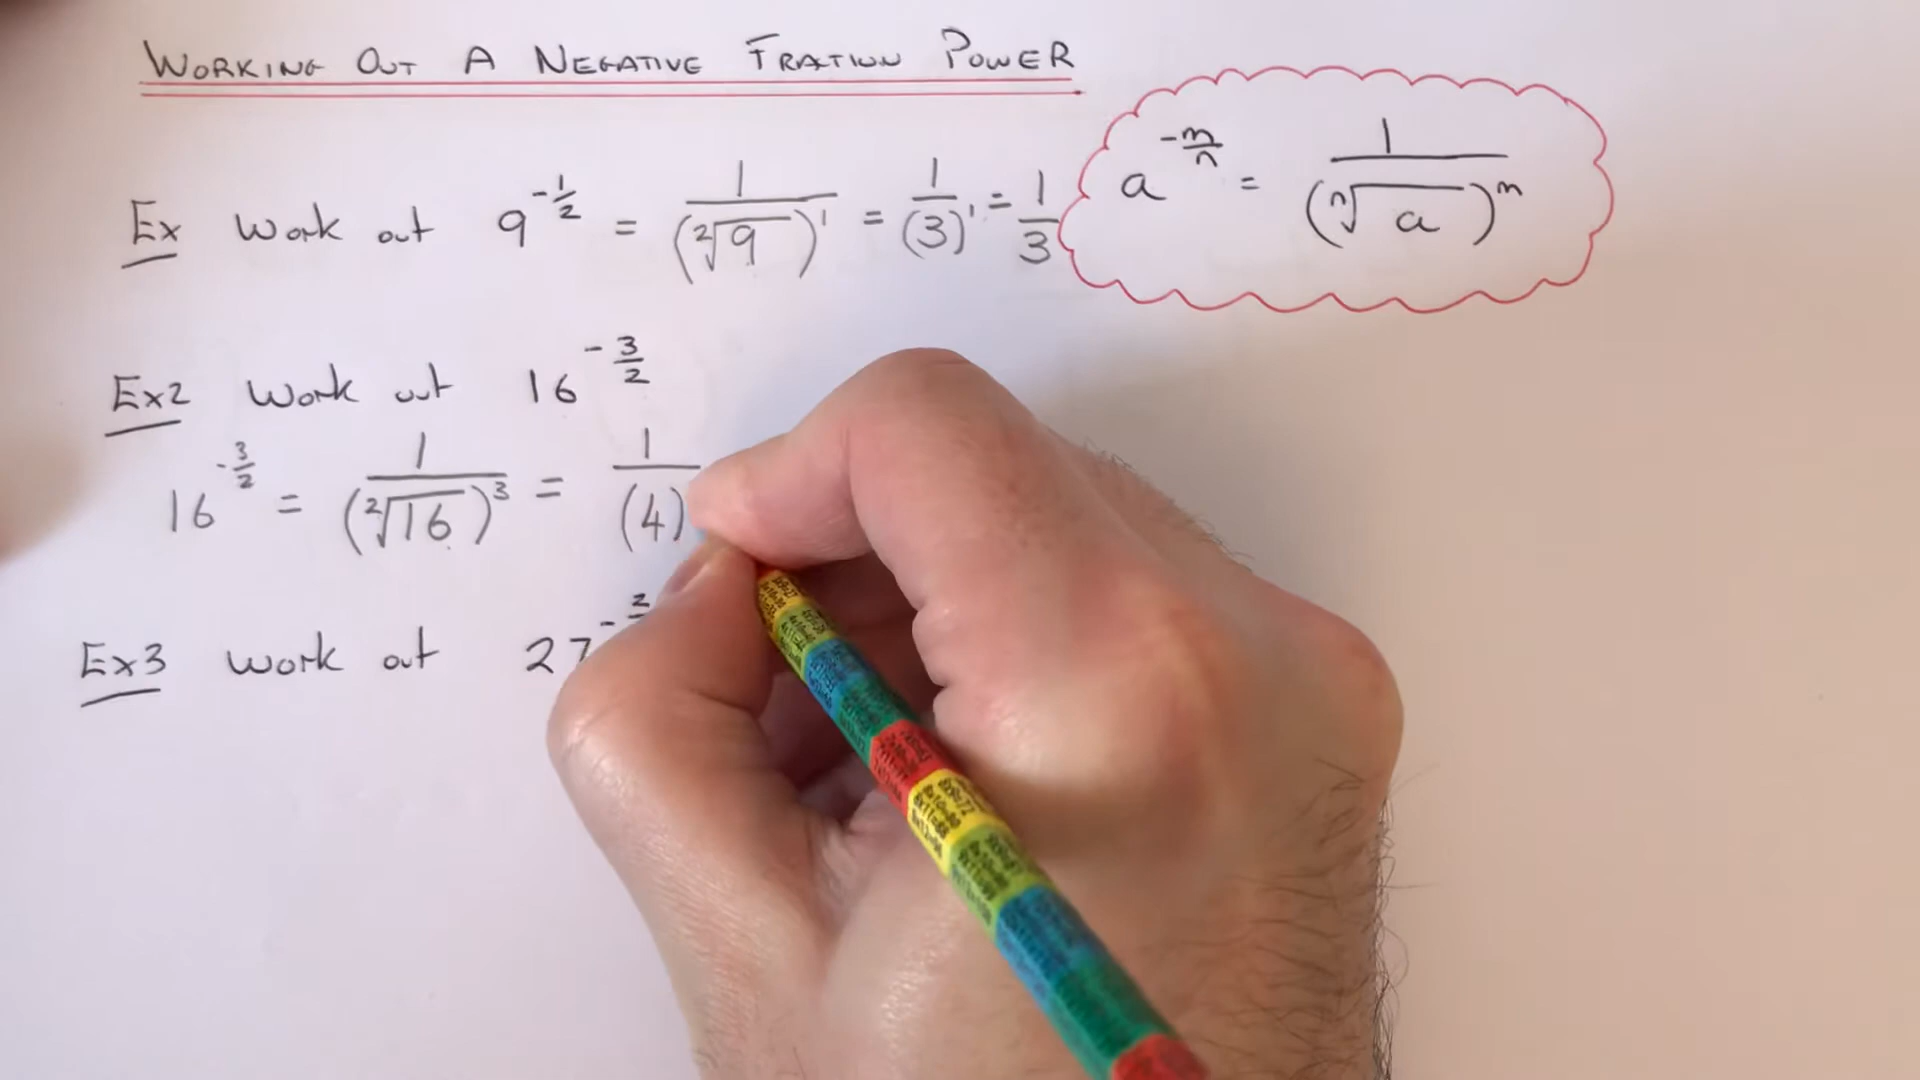 WORKING OUT A NEGATIVE FRATION POWER
a^(-m/n) = 1/(ⁿ√a)^m
Ex Work out 9^(-1/2) = 1/(²√9)^1 = 1/(3)^1 = 1/3
Ex2 Work out 16^(-3/2)
16^(-3/2) = 1/(²√16)^3 = 1/(4)
Ex3 Work out 27